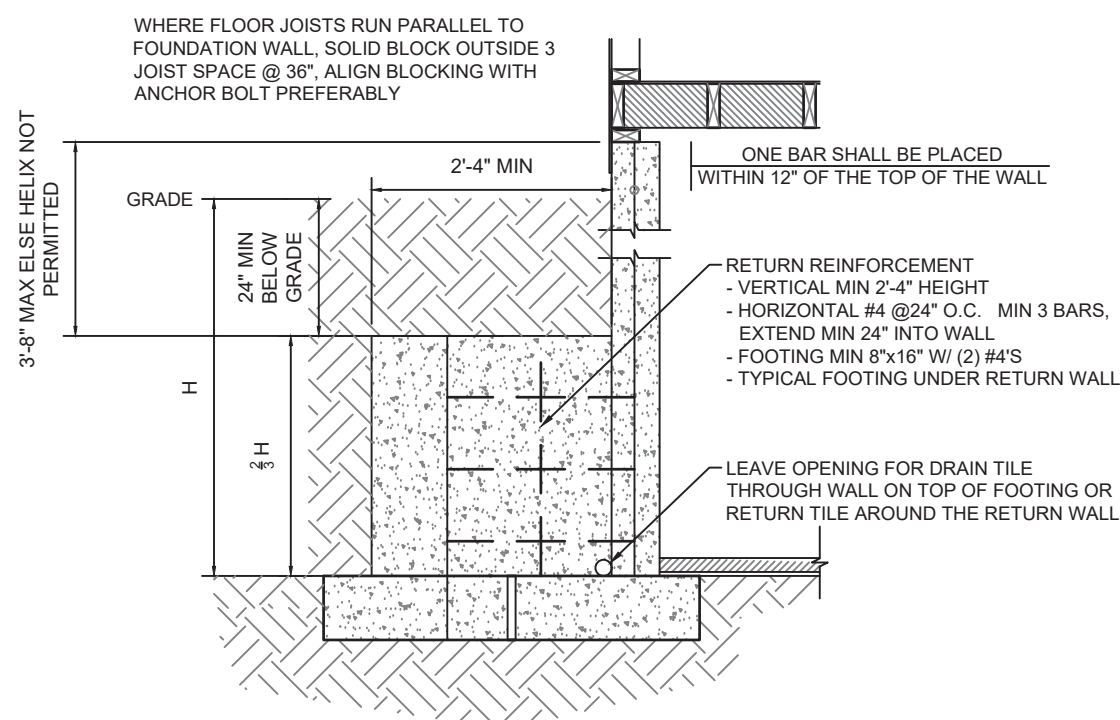 WHERE FLOOR JOISTS RUN PARALLEL TO
FOUNDATION WALL, SOLID BLOCK OUTSIDE 3
JOIST SPACE @ 36", ALIGN BLOCKING WITH
ANCHOR BOLT PREFERABLY
3'-8" MAX ELSE HELIX NOT
PERMITTED
GRADE
2'-4" MIN
24" MIN
BELOW
GRADE
H
2/3 H
ONE BAR SHALL BE PLACED
WITHIN 12" OF THE TOP OF THE WALL
RETURN REINFORCEMENT
- VERTICAL MIN 2'-4" HEIGHT
- HORIZONTAL #4 @24" O.C. MIN 3 BARS,
EXTEND MIN 24" INTO WALL
- FOOTING MIN 8"x16" W/ (2) #4'S
- TYPICAL FOOTING UNDER RETURN WALL
LEAVE OPENING FOR DRAIN TILE
THROUGH WALL ON TOP OF FOOTING OR
RETURN TILE AROUND THE RETURN WALL